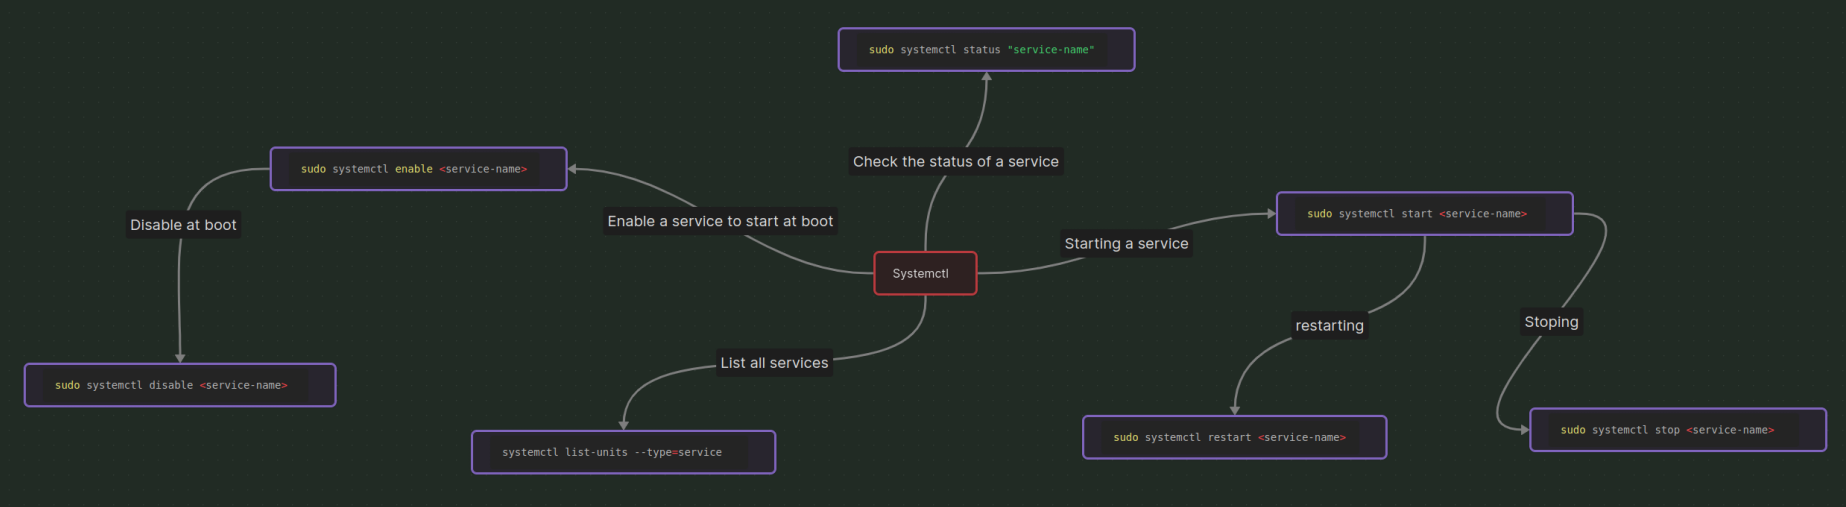 sudo systemctl status "service-name"
Check the status of a service
sudo systemctl enable <service-name>
Disable at boot
Enable a service to start at boot
sudo systemctl start <service-name>
Starting a service
Systemctl
restarting
Stoping
List all services
sudo systemctl disable <service-name>
systemctl list-units --type=service
sudo systemctl restart <service-name>
sudo systemctl stop <service-name>